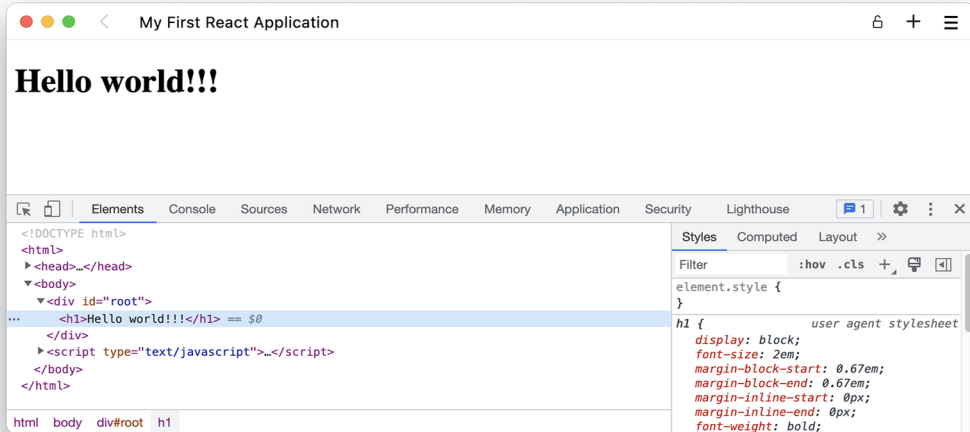 My First React Application
Hello world!!!
Elements Console Sources Network Performance Memory Application Security Lighthouse 1
<!DOCTYPE html>
<html>
<head>…</head>
<body>
<div id="root">
<h1>Hello world!!!</h1> == $0
</div>
<script type="text/javascript">…</script>
</body>
</html>
html body div#root h1
Styles Computed Layout
Filter :hov .cls
element.style {
}
h1 { user agent stylesheet
display: block;
font-size: 2em;
margin-block-start: 0.67em;
margin-block-end: 0.67em;
margin-inline-start: 0px;
margin-inline-end: 0px;
font-weight: bold;